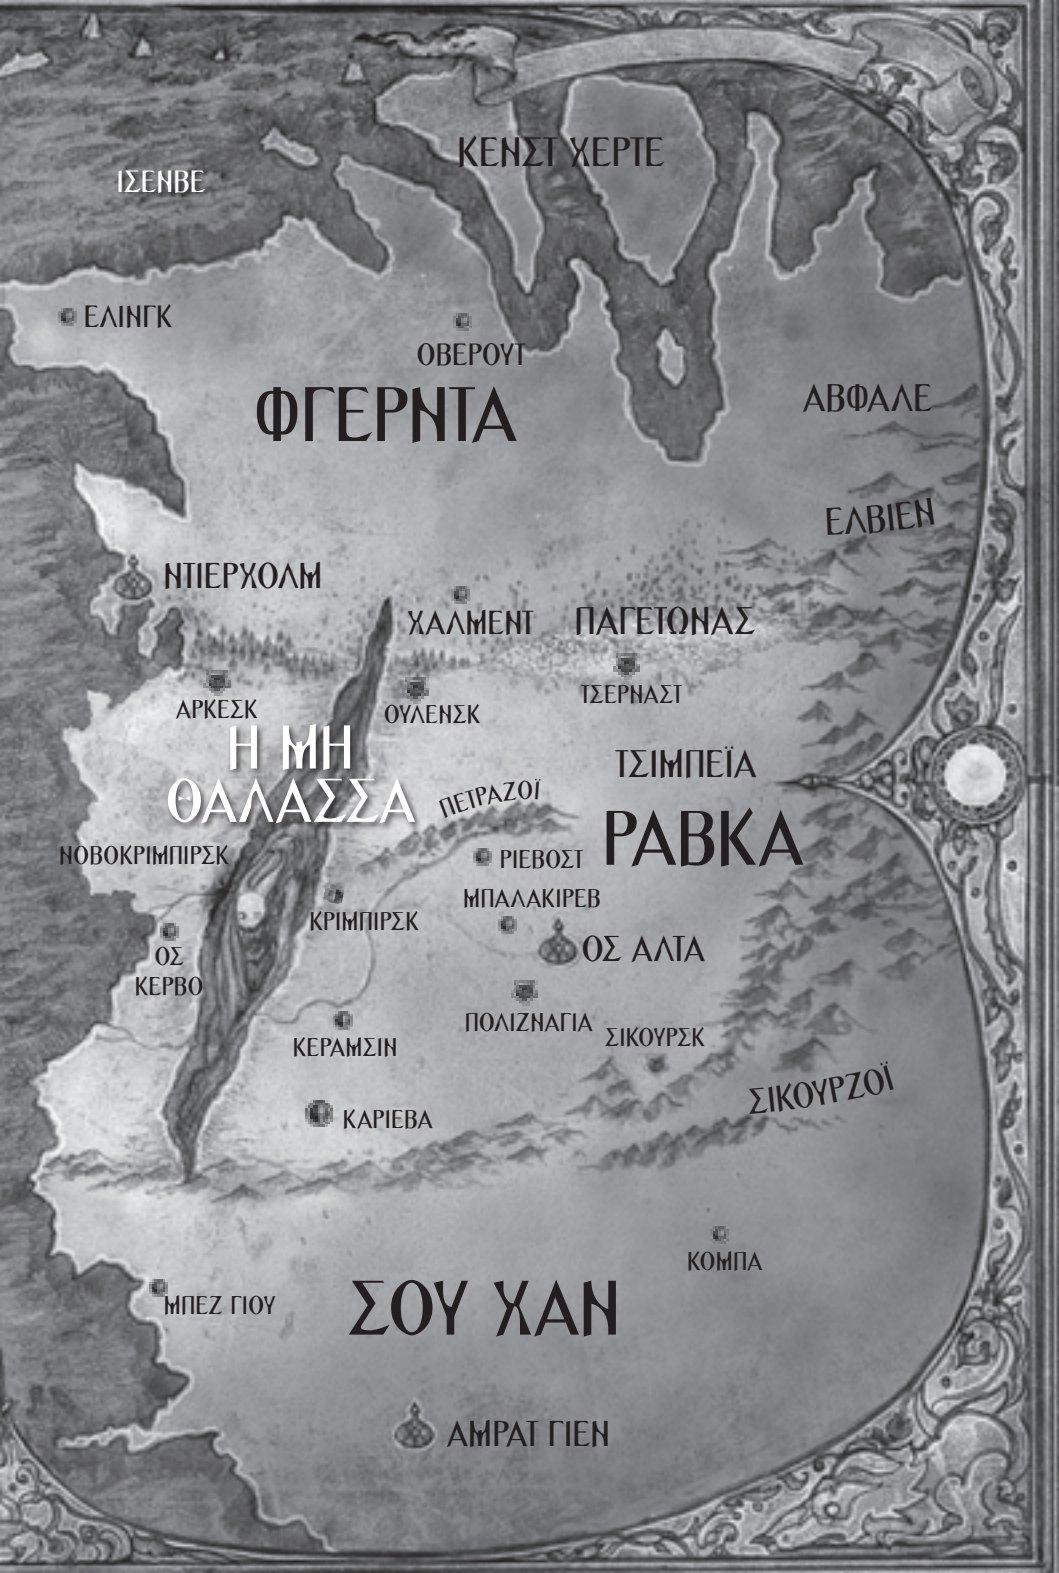 ΚΕΝΣΤ ΧΕΡΤΕ
ΙΣΕΝΒΕ
ΕΛΙΝΓΚ
ΟΒΕΡΟΥΤ
ΦΓΕΡΝΤΑ
ΑΒΦΑΛΕ
ΕΛΒΙΕΝ
ΝΤΙΕΡΧΟΛΜ
ΧΑΛΜΕΝΤ
ΠΑΓΕΤΩΝΑΣ
ΤΣΕΡΝΑΣΤ
ΑΡΚΕΣΚ
ΟΥΛΕΝΣΚ
Η ΜΗ
ΘΑΛΑΣΣΑ
ΤΣΙΜΠΕΪΑ
ΠΕΤΡΑΖΟΪ
ΡΑΒΚΑ
ΝΟΒΟΚΡΙΜΠΙΡΣΚ
ΡΙΕΒΟΣΤ
ΜΠΑΛΑΚΙΡΕΒ
ΚΡΙΜΠΙΡΣΚ
ΟΣ ΑΛΤΑ
ΟΣ
ΚΕΡΒΟ
ΠΟΛΙΖΝΑΓΙΑ
ΣΙΚΟΥΡΣΚ
ΚΕΡΑΜΣΙΝ
ΣΙΚΟΥΡΖΟΪ
ΚΑΡΙΕΒΑ
ΚΟΜΠΑ
ΜΠΕΖ ΓΙΟΥ
ΣΟΥ ΧΑΝ
ΑΜΡΑΤ ΓΙΕΝ